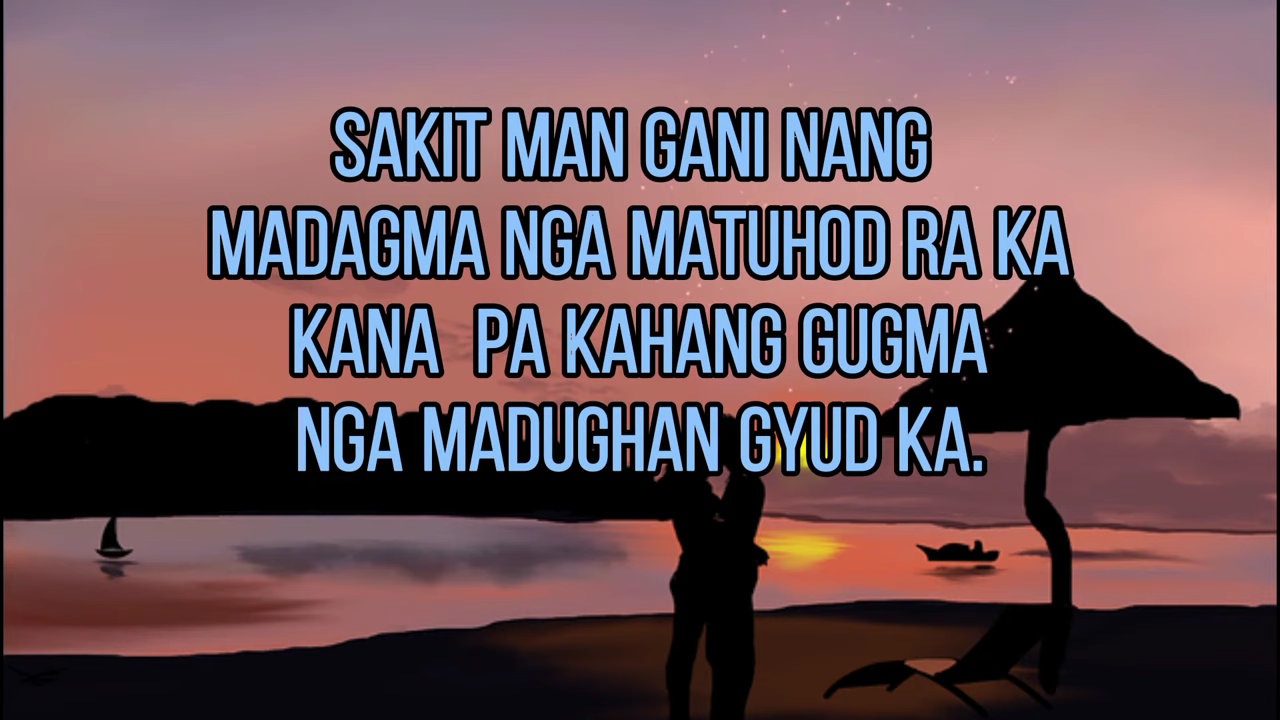 SAKIT MAN GANI NANG
MADAGMA NGA MATUHOD RA KA
KANA PA KAHANG GUGMA
NGA MADUGHAN GYUD KA.